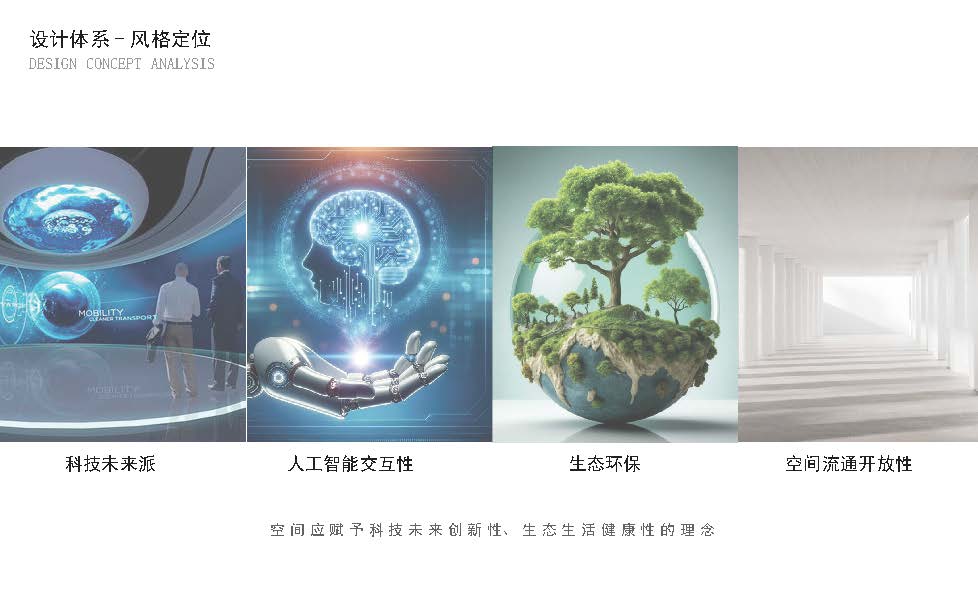 设计体系-风格定位
DESIGN CONCEPT ANALYSIS
MOBILITY
CLEANER TRANSPORT
MOBILITY
科技未来派
人工智能交互性
生态环保
空间流通开放性
空间应赋予科技未来创新性、生态生活健康性的理念